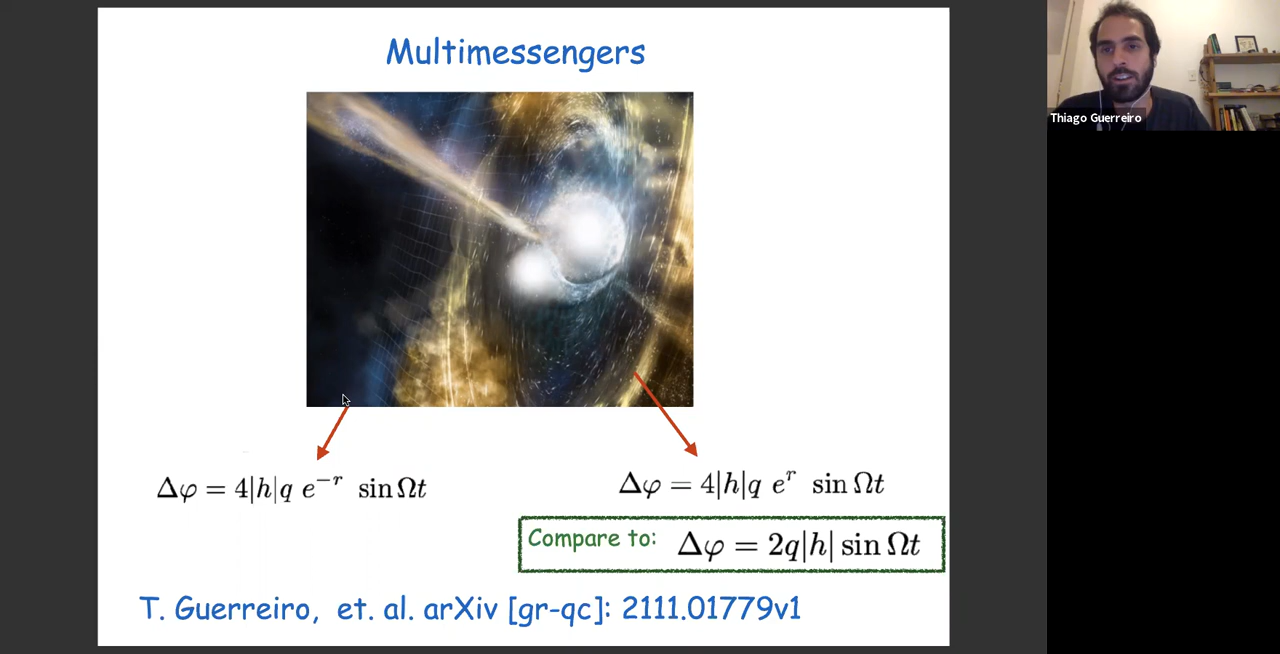 Multimessengers
Thiago Guerreiro
Δφ = 4|h|q e⁻ʳ sin Ωt
Δφ = 4|h|q eʳ sin Ωt
Compare to: Δφ = 2q|h| sin Ωt
T. Guerreiro, et. al. arXiv [gr-qc]: 2111.01779v1